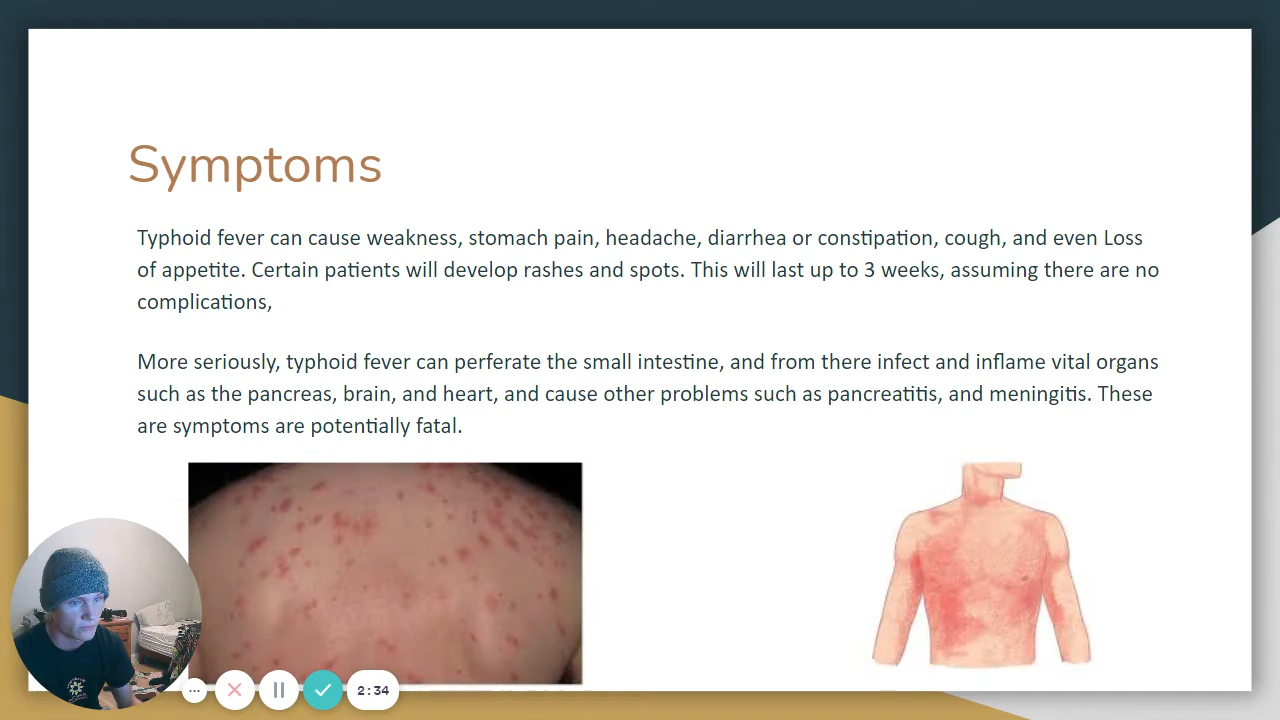 Symptoms
Typhoid fever can cause weakness, stomach pain, headache, diarrhea or constipation, cough, and even Loss
of appetite. Certain patients will develop rashes and spots. This will last up to 3 weeks, assuming there are no
complications,
More seriously, typhoid fever can perferate the small intestine, and from there infect and inflame vital organs
such as the pancreas, brain, and heart, and cause other problems such as pancreatitis, and meningitis. These
are symptoms are potentially fatal.
2:34